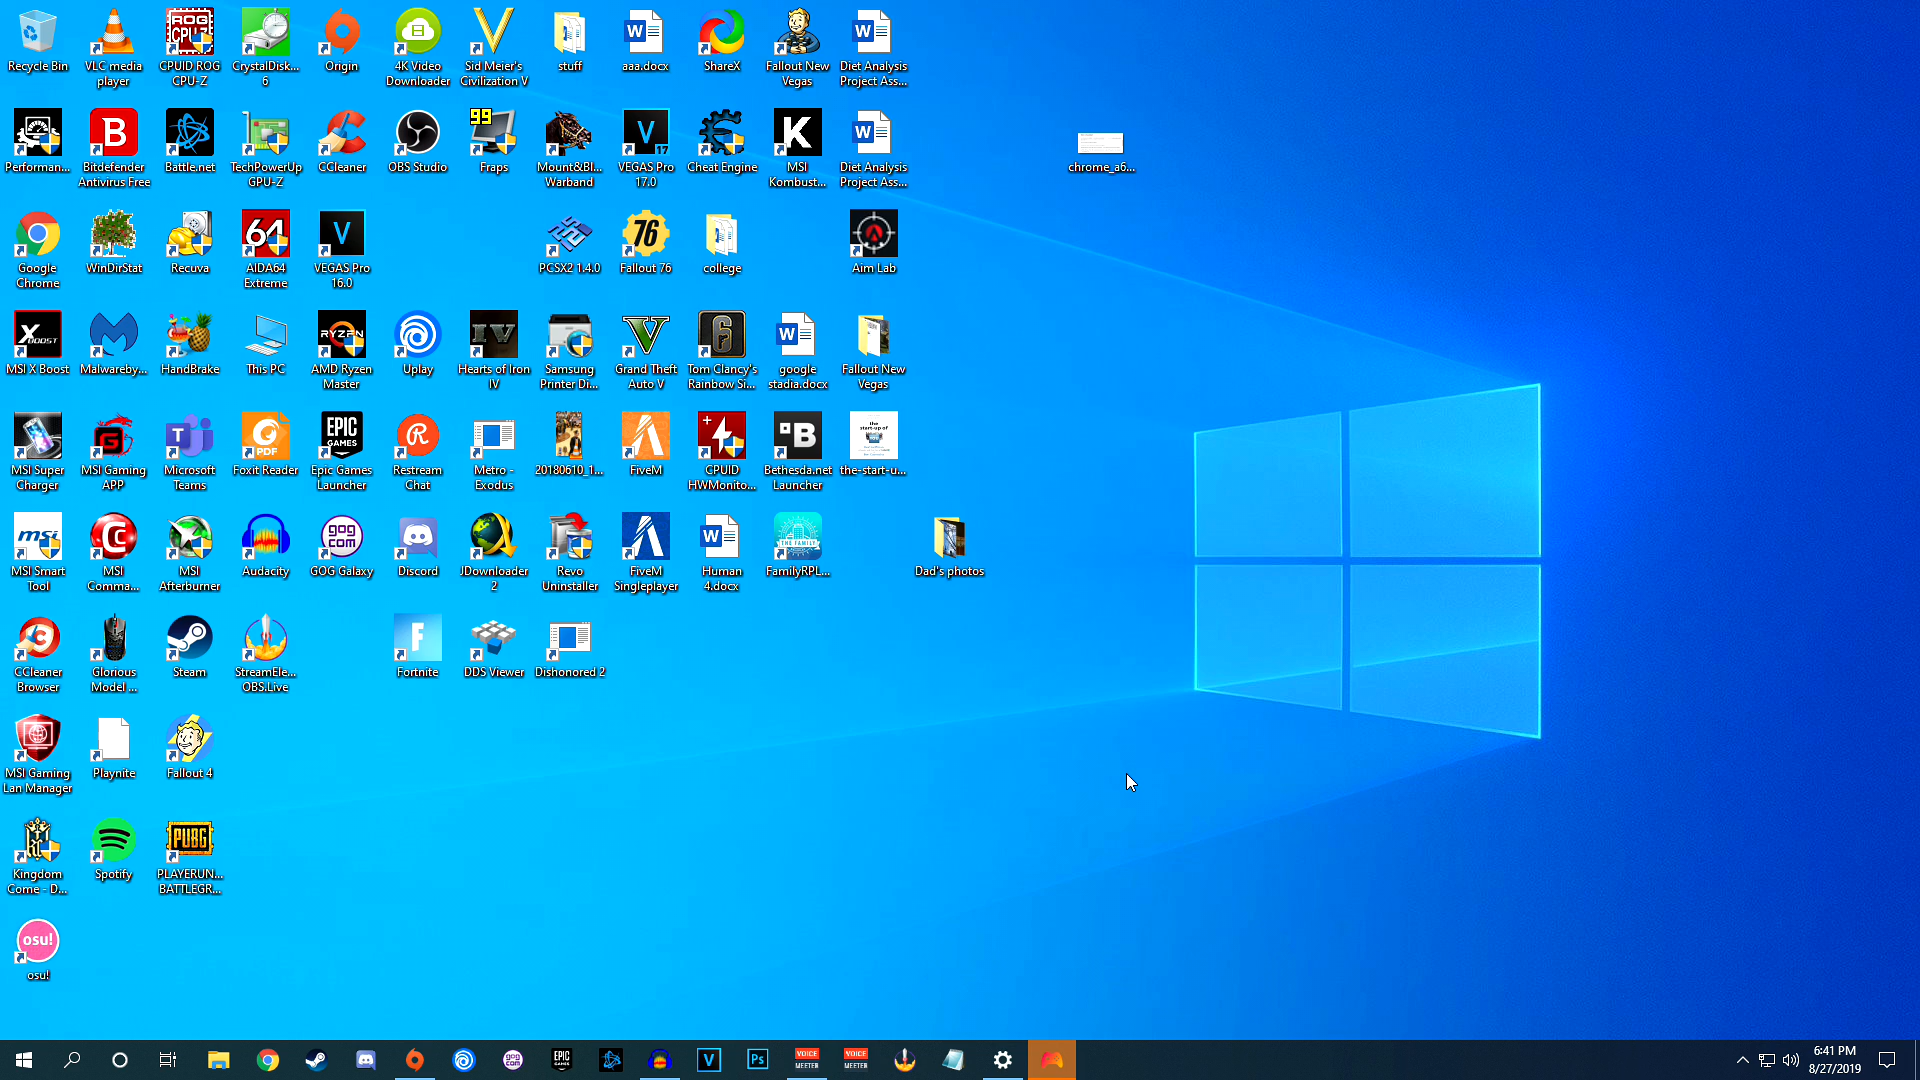 Recycle Bin
VLC media
player
CPUID ROG
CPU-Z
CrystalDisk...
6
Origin
4K Video
Downloader
Sid Meier's
Civilization V
stuff
aaa.docx
ShareX
Fallout New
Vegas
Diet Analysis
Project Ass...
Performan...
Bitdefender
Antivirus Free
Battle.net
TechPowerUp
GPU-Z
CCleaner
OBS Studio
Fraps
Mount&Bl...
Warband
VEGAS Pro
17.0
Cheat Engine
MSI
Kombust...
Diet Analysis
Project Ass...
chrome_a6...
Google
Chrome
WinDirStat
Recuva
AIDA64
Extreme
VEGAS Pro
16.0
PCSX2 1.4.0
Fallout 76
college
Aim Lab
MSI X Boost
Malwareby...
HandBrake
This PC
AMD Ryzen
Master
Uplay
Hearts of Iron
IV
Samsung
Printer Di...
Grand Theft
Auto V
Tom Clancy's
Rainbow Si...
google
stadia.docx
Fallout New
Vegas
MSI Super
Charger
MSI Gaming
APP
Microsoft
Teams
Foxit Reader
Epic Games
Launcher
Restream
Chat
Metro -
Exodus
20180610_1...
FiveM
CPUID
HWMonito...
Bethesda.net
Launcher
the-start-u...
MSI Smart
Tool
MSI
Comma...
MSI
Afterburner
Audacity
GOG Galaxy
Discord
JDownloader
2
Revo
Uninstaller
FiveM
Singleplayer
Human
4.docx
FamilyRPL...
Dad's photos
CCleaner
Browser
Glorious
Model ...
Steam
StreamEle...
OBS.Live
Fortnite
DDS Viewer
Dishonored 2
MSI Gaming
Lan Manager
Playnite
Fallout 4
Kingdom
Come - D...
Spotify
PLAYERUN...
BATTLEGR...
osu!
6:41 PM
8/27/2019